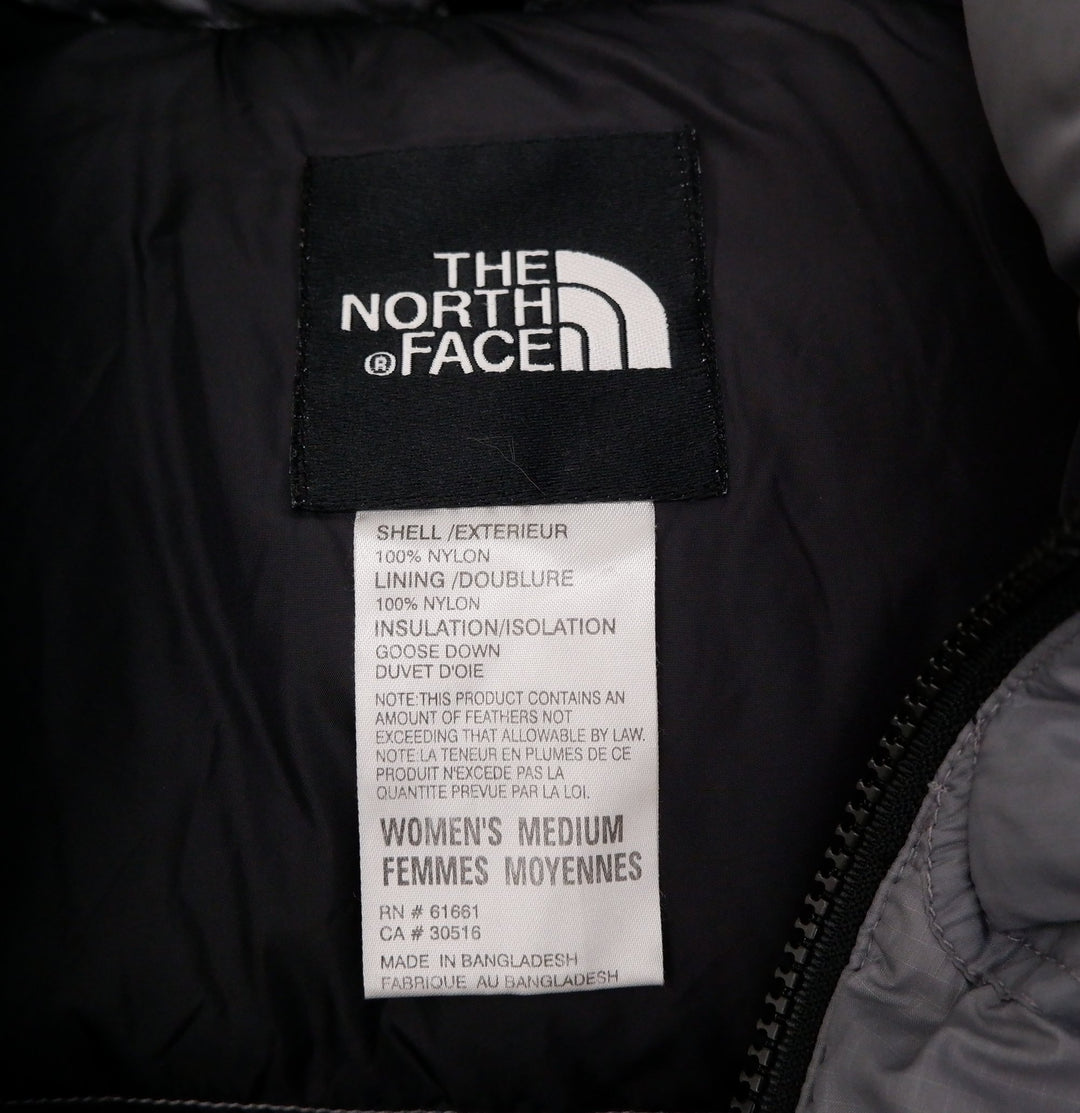 THE
NORTH
® FACE
SHELL /EXTERIEUR
100% NYLON
LINING /DOUBLURE
100% NYLON
INSULATION/ISOLATION
GOOSE DOWN
DUVET D'OIE
NOTE:THIS PRODUCT CONTAINS AN
AMOUNT OF FEATHERS NOT
EXCEEDING THAT ALLOWABLE BY LAW.
NOTE:LA TENEUR EN PLUMES DE CE
PRODUIT N'EXCEDE PAS LA
QUANTITE PREVUE PAR LA LOI.
WOMEN'S MEDIUM
FEMMES MOYENNES
RN # 61661
CA # 30516
MADE IN BANGLADESH
FABRIQUE AU BANGLADESH